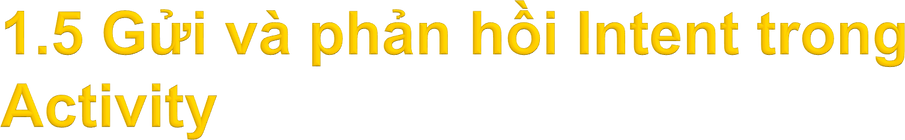 1.5 Gửi và phản hồi Intent trong
Activity